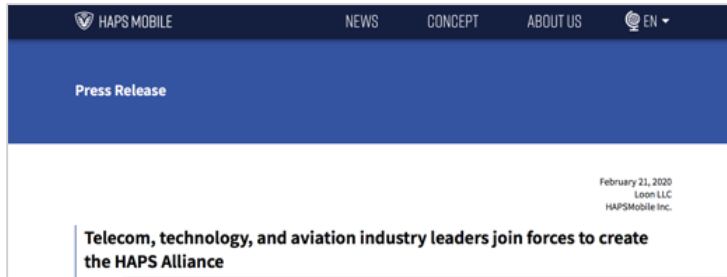 HAPS MOBILE NEWS CONCEPT ABOUT US EN
Press Release
February 21, 2020
Loon LLC
HAPSMobile Inc.
Telecom, technology, and aviation industry leaders join forces to create
the HAPS Alliance